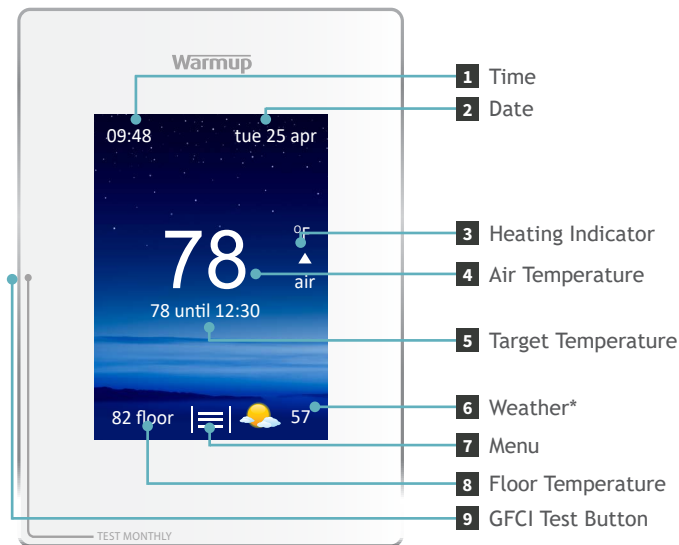 Warmup
09:48
tue 25 apr
78
°F
air
78 until 12:30
82 floor
57
TEST MONTHLY
1 Time
2 Date
3 Heating Indicator
4 Air Temperature
5 Target Temperature
6 Weather*
7 Menu
8 Floor Temperature
9 GFCI Test Button